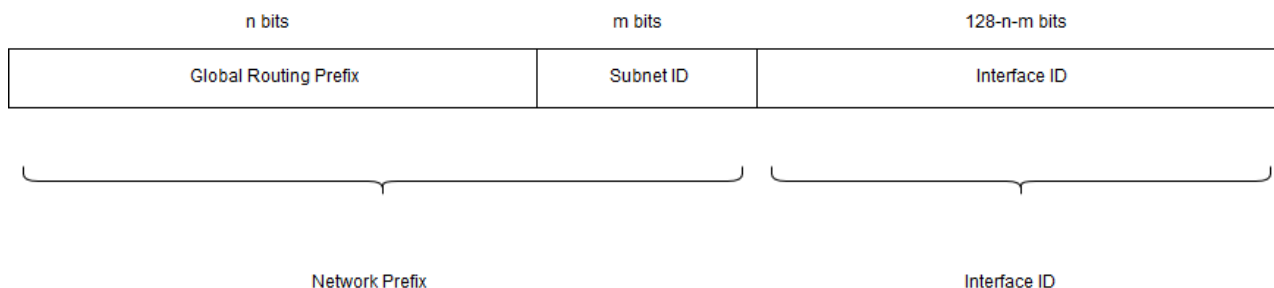 n bits m bits 128-n-m bits
Global Routing Prefix Subnet ID Interface ID
Network Prefix Interface ID